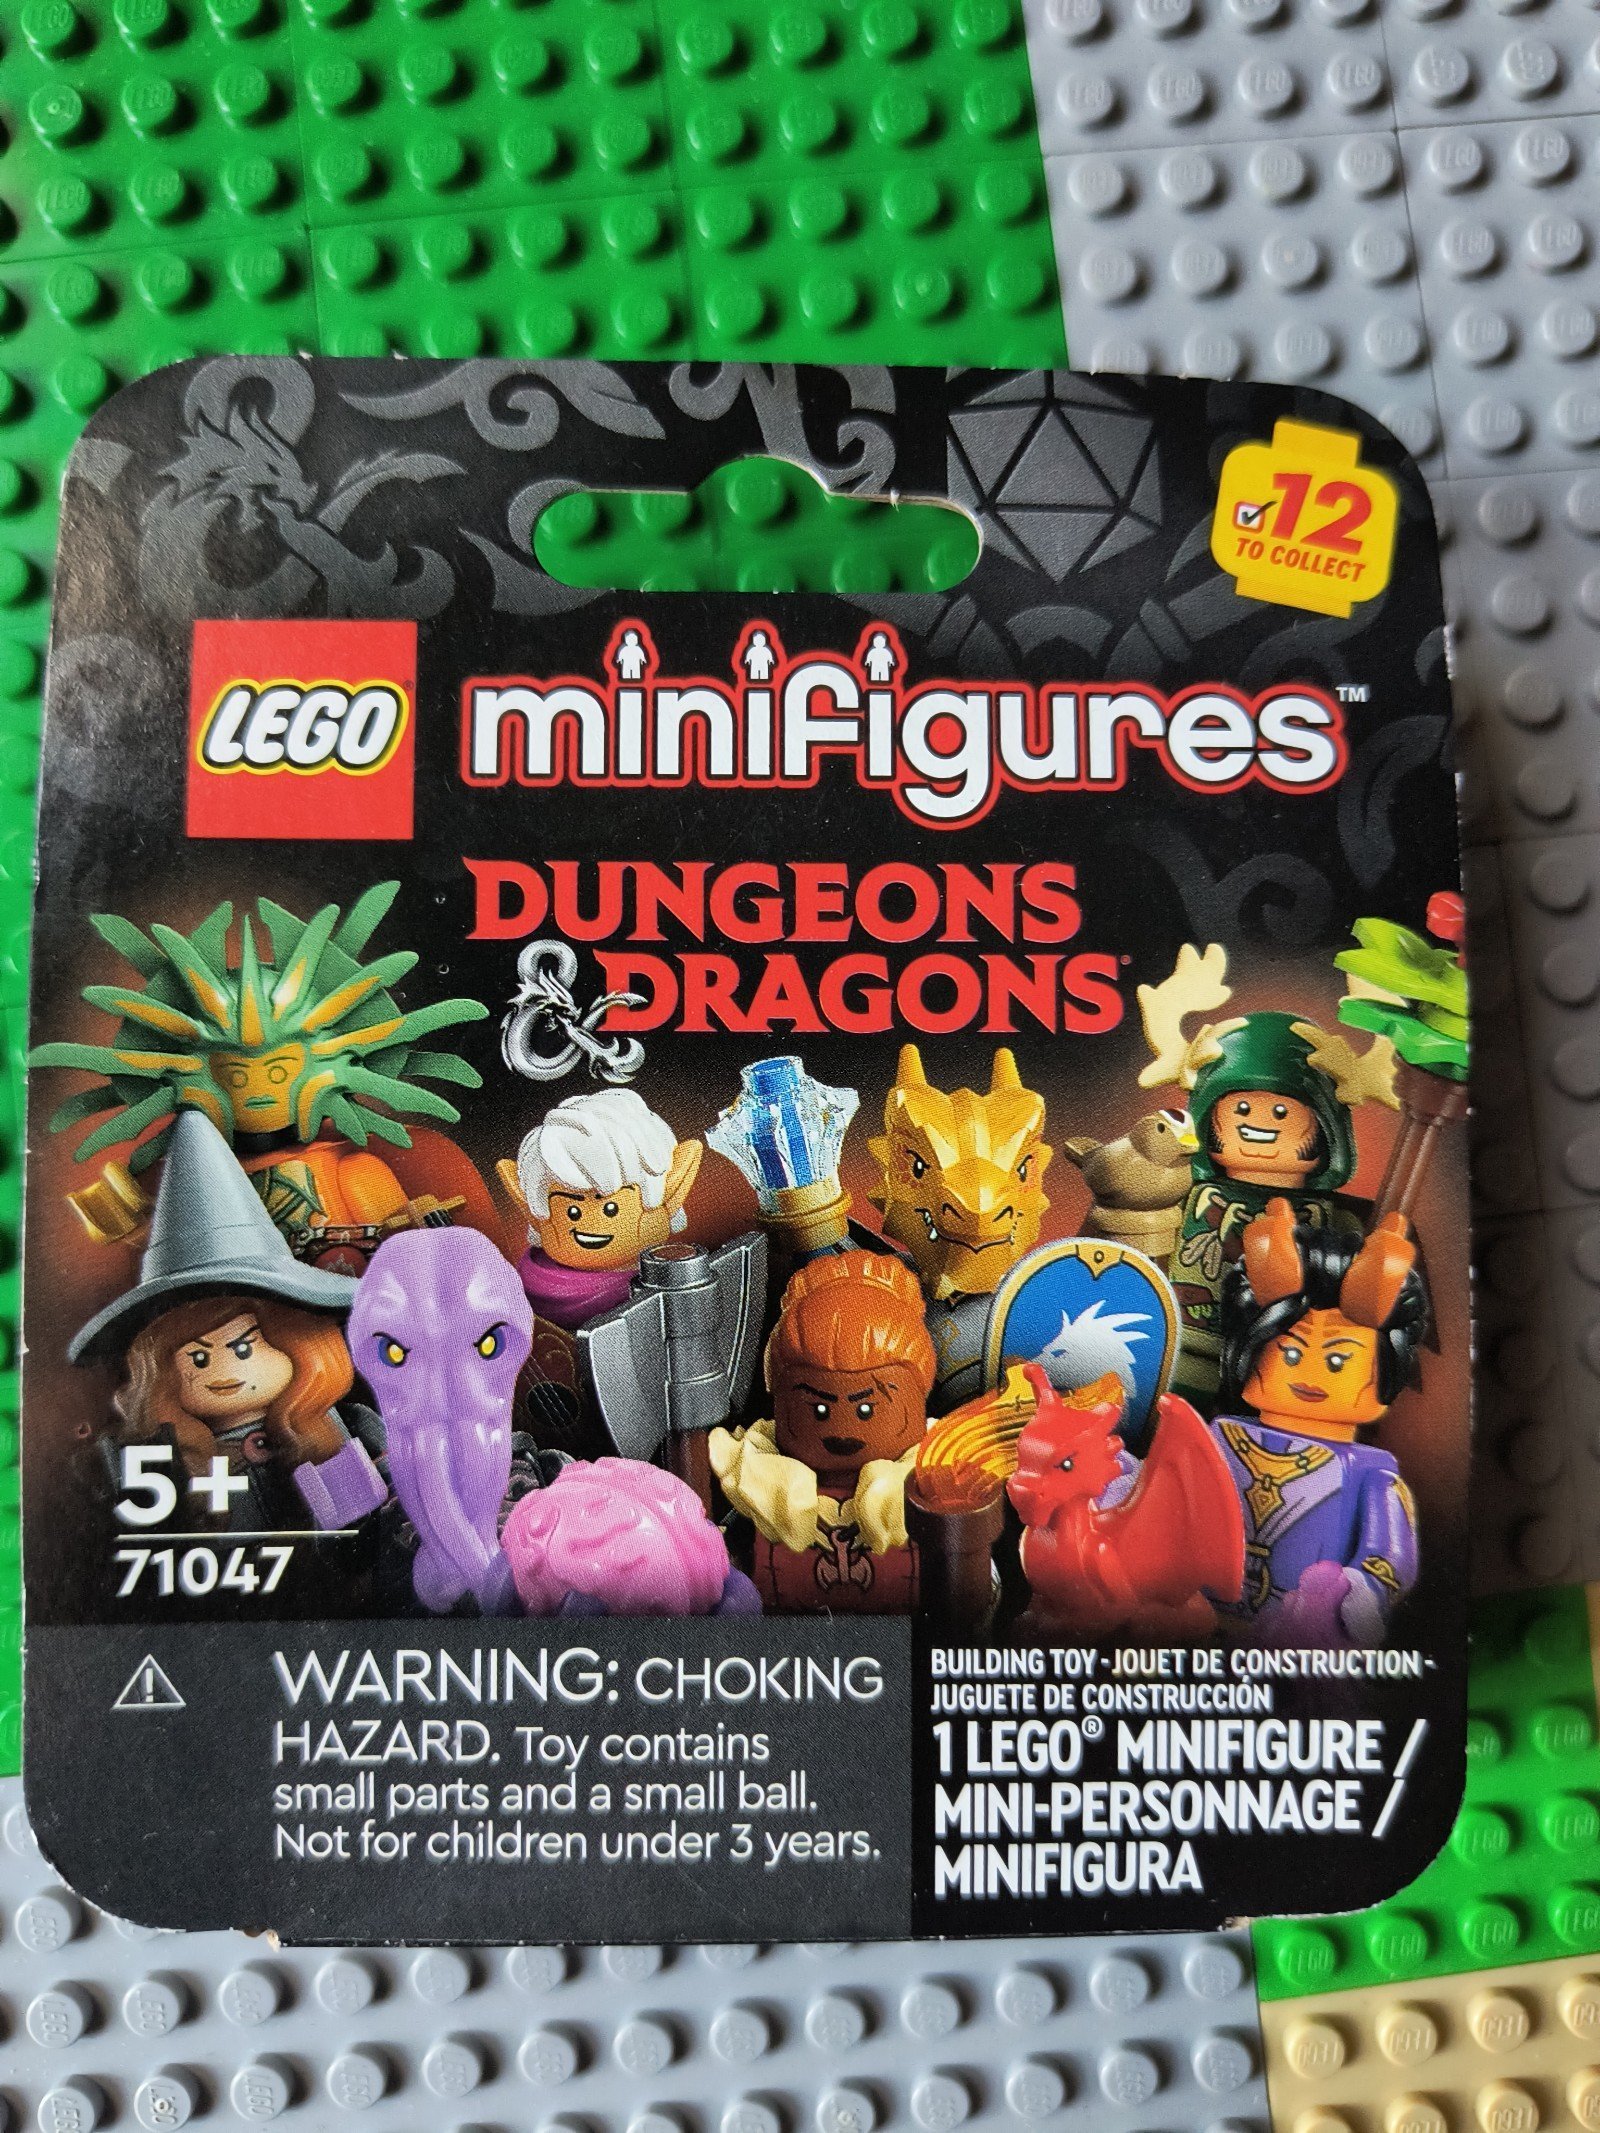 12
TO COLLECT
LEGO®
minifigures™
DUNGEONS
& DRAGONS®
5+
71047
WARNING: CHOKING
HAZARD. Toy contains
small parts and a small ball.
Not for children under 3 years.
BUILDING TOY - JOUET DE CONSTRUCTION -
JUGUETE DE CONSTRUCCIÓN
1 LEGO® MINIFIGURE /
MINI-PERSONNAGE /
MINIFIGURA